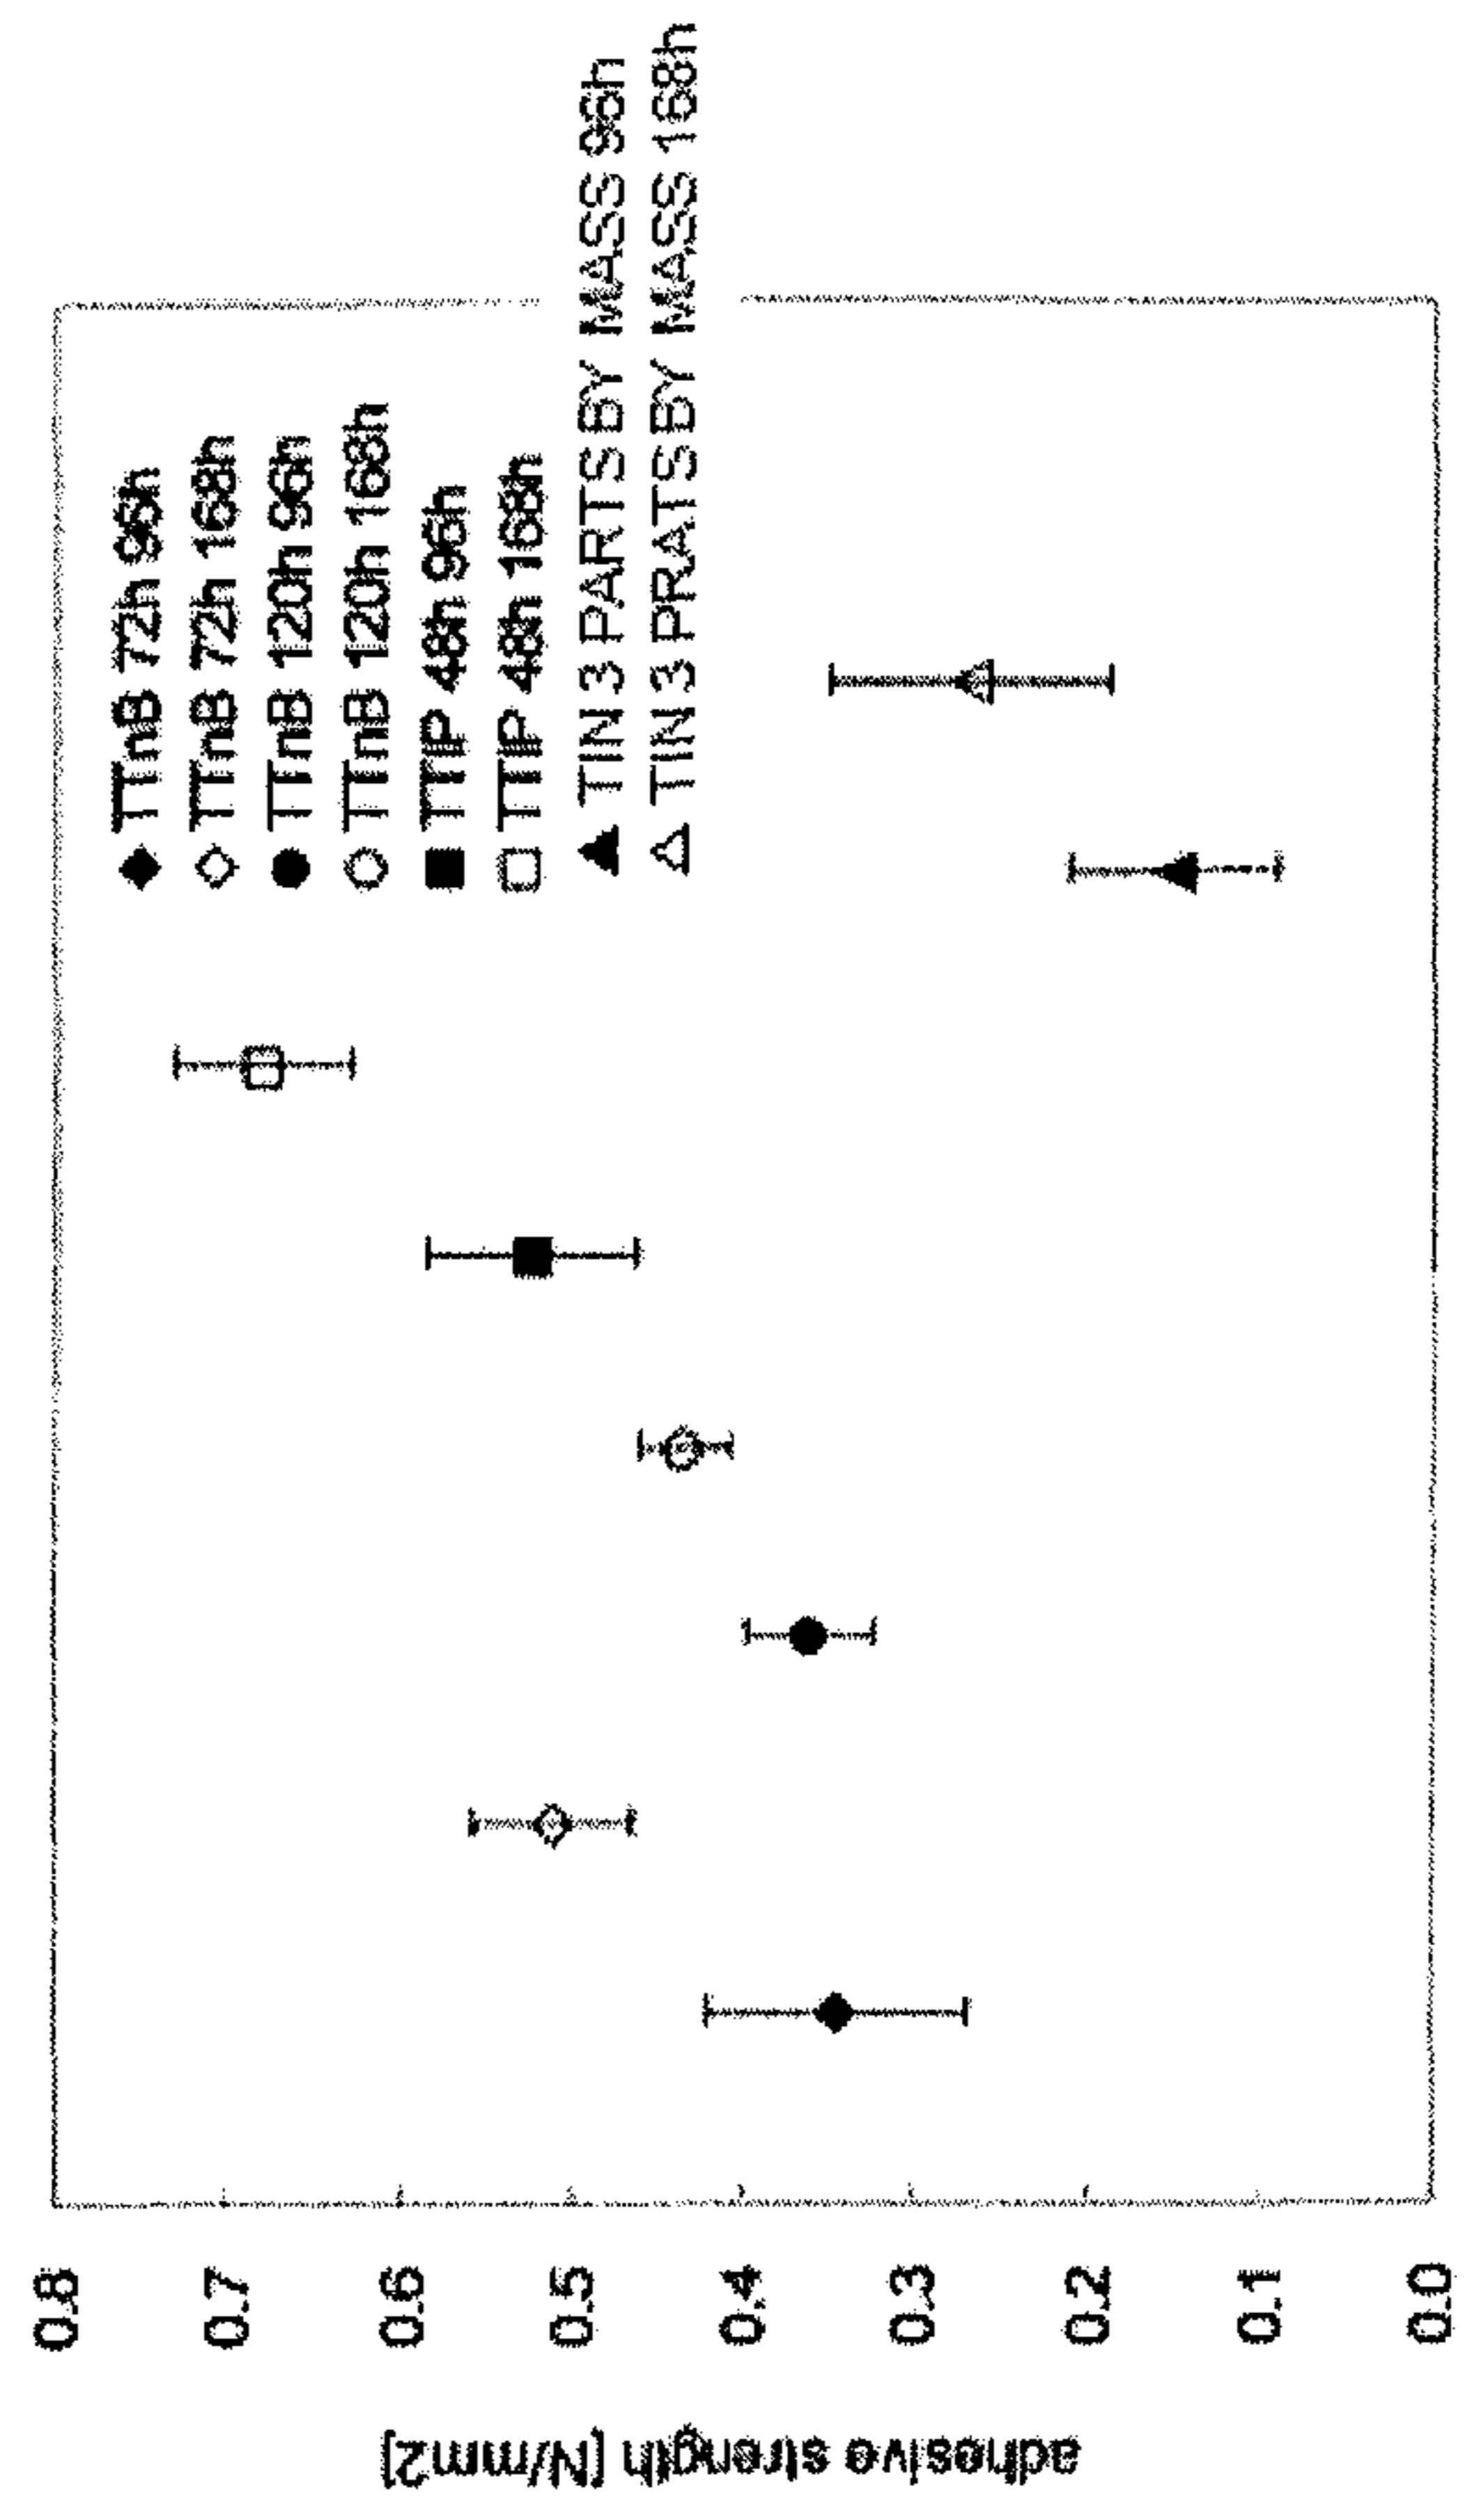 adhesive strength [N/mm2]
0.8
0.7
0.6
0.5
0.4
0.3
0.2
0.1
0.0
TTnB 72h 96h
TTnB 72h 168h
TTnB 120h 96h
TTnB 120h 168h
TTIP 48h 96h
TTIP 48h 168h
TIN 3 PARTS BY MASS 96h
TIN 3 PRATS BY MASS 168h